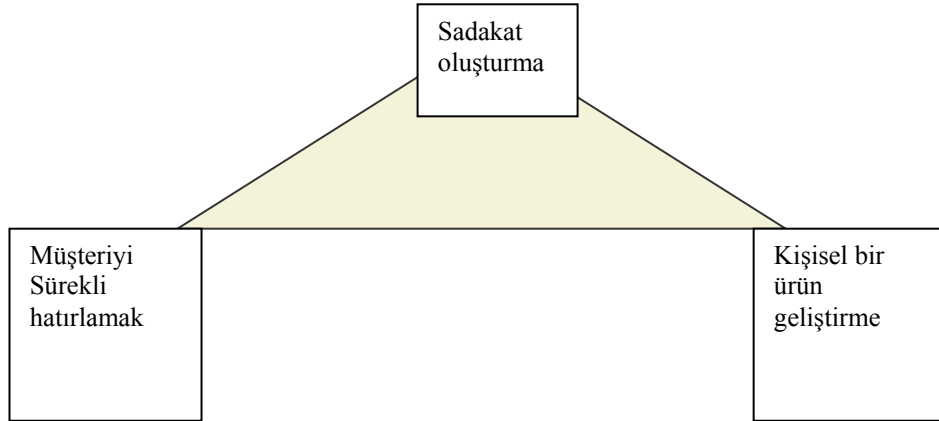 Sadakat
oluşturma
Müşteriyi
Sürekli
hatırlamak
Kişisel bir
ürün
geliştirme